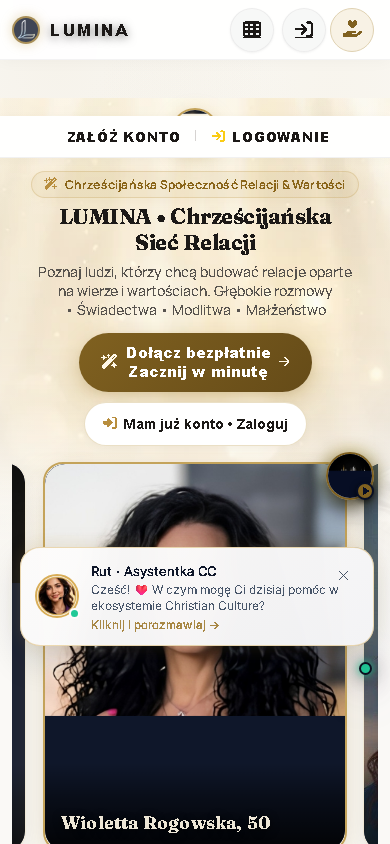 LUMINA
ZAŁÓŻ KONTO
LOGOWANIE
Chrześcijańska Społeczność Relacji & Wartości
LUMINA • Chrześcijańska
Sieć Relacji
Poznaj ludzi, którzy chcą budować relacje oparte
na wierze i wartościach. Głębokie rozmowy
• Świadectwa • Modlitwa • Małżeństwo
Dołącz bezpłatnie
Zacznij w minutę →
Mam już konto • Zaloguj
Rut · Asystentka CC
Cześć! ❤️ W czym mogę Ci dzisiaj pomóc w
ekosystemie Christian Culture?
Kliknij i porozmawiaj →
Wioletta Rogowska, 50